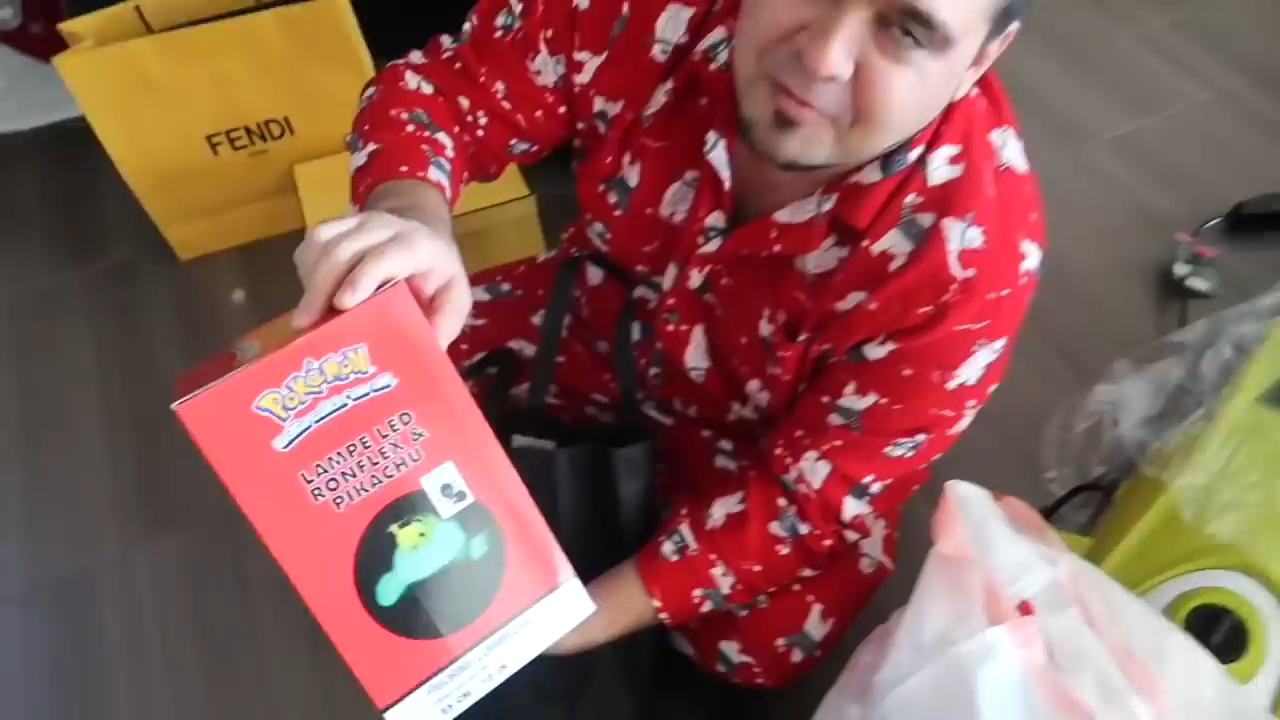 FENDI
POKéMON
LAMPE LED
RONFLEX &
PIKACHU